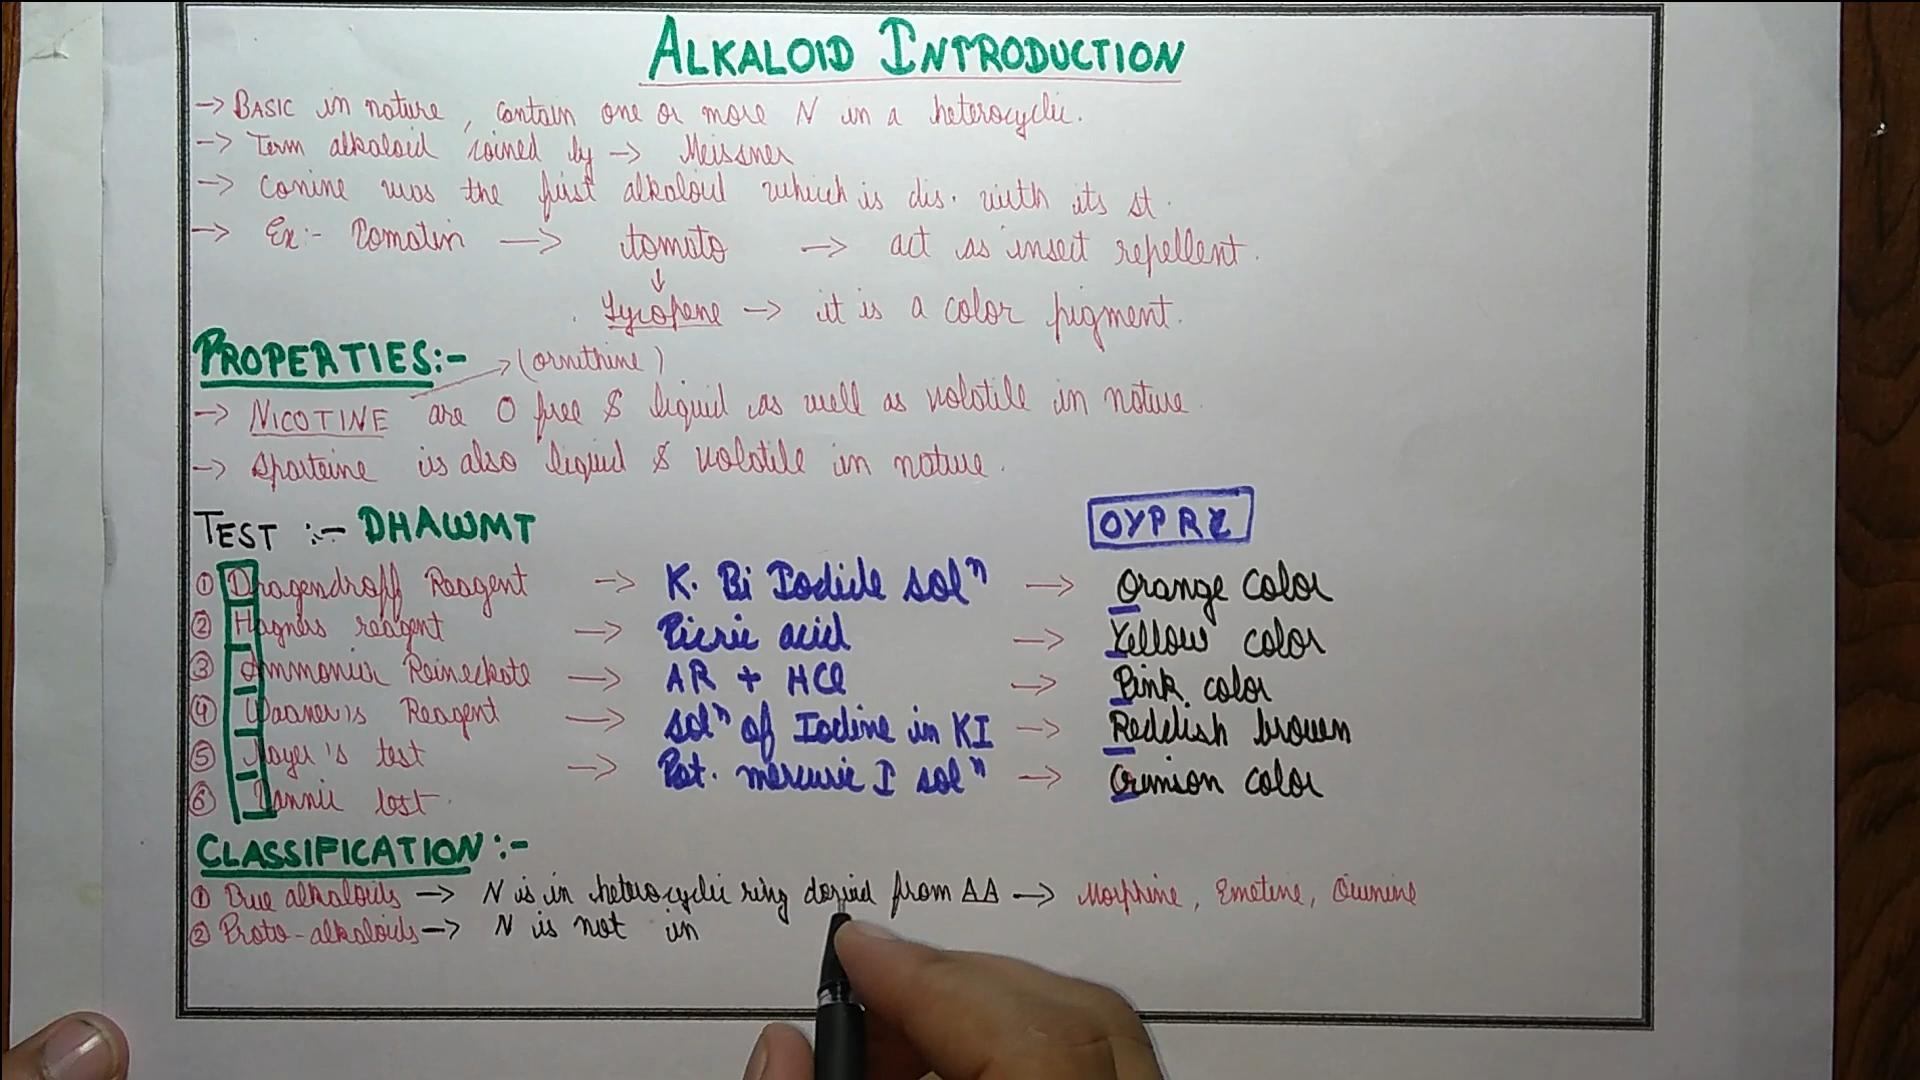 ALKALOID INTRODUCTION
→ BASIC in nature, contain one or more N in a heterocyclic.
→ Term alkaloid coined by → Meissner
→ Conine was the first alkaloid which is dis. with its st.
→ Ex:- Tomatin → tomato → act as insect repellent.
↓
Lycopene → it is a color pigment.
PROPERTIES:-
→ (ornithine)
→ NICOTINE are O free & liquid as well as volatile in nature
→ Sparteine is also liquid & volatile in nature.
TEST :- DHAWMT
OYPRC
① Dragendroff Reagent → K. Bi Iodide solⁿ → Orange color
② Hagners reagent → Picric acid → Yellow color
③ Ammonia Reineckate → AR + HCl → Pink color
④ Waaner's Reagent → solⁿ of Iodine in KI → Reddish brown
⑤ Mayer's test → Pot. mercuric I solⁿ → Crimson color
⑥ Tannic test.
CLASSIFICATION:-
① True alkaloids → N is in heterocyclic ring deried from AA → Morphine, Emetine, Quinine
② Proto-alkaloids → N is not in